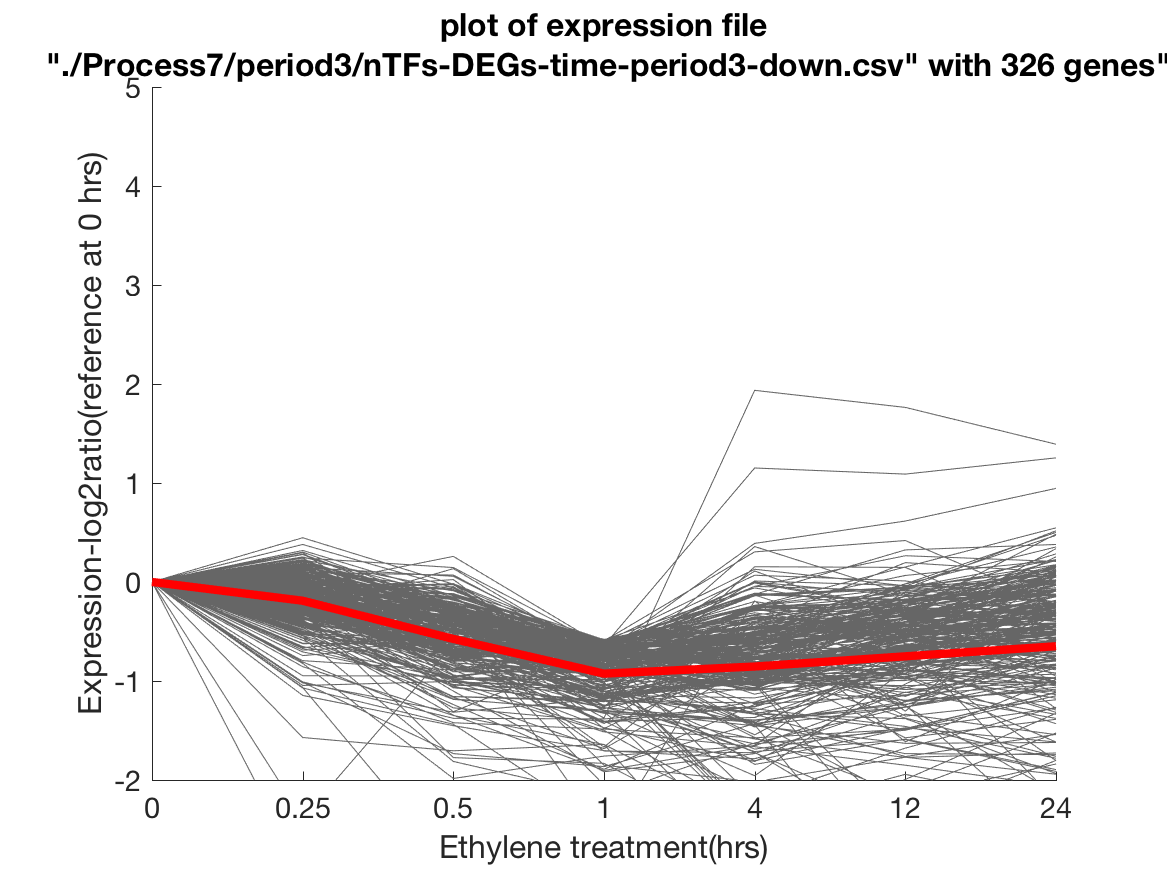 plot of expression file
"./Process7/period3/nTFs-DEGs-time-period3-down.csv" with 326 genes"
Expression-log2ratio(reference at 0 hrs)
5
4
3
2
1
0
-1
-2
0 0.25 0.5 1 4 12 24
Ethylene treatment(hrs)